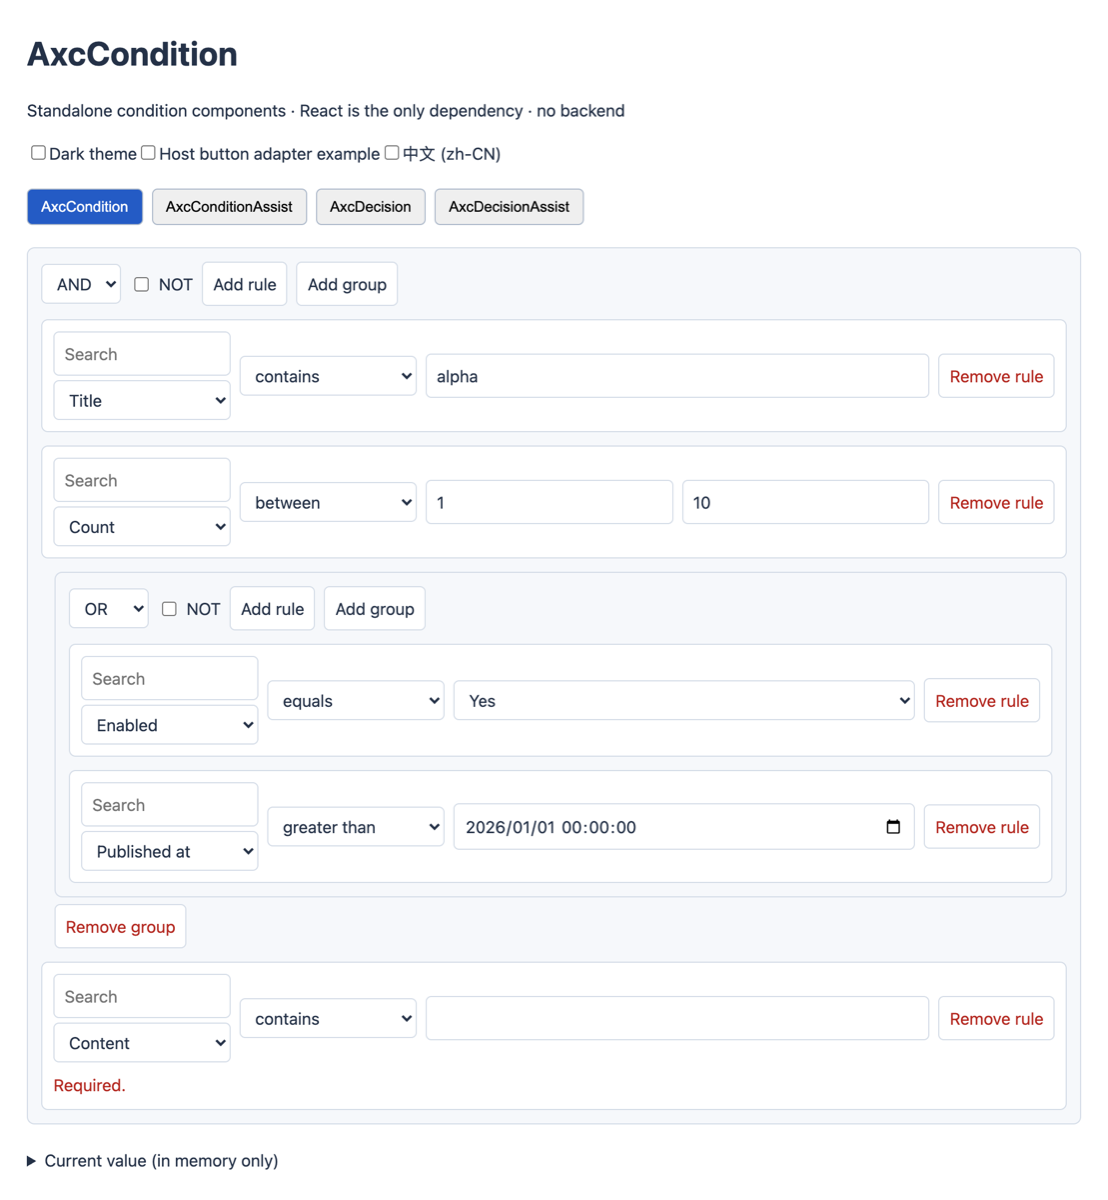 AxcCondition
Standalone condition components · React is the only dependency · no backend
Dark theme Host button adapter example 中文 (zh-CN)
AxcCondition AxcConditionAssist AxcDecision AxcDecisionAssist
AND NOT Add rule Add group
Search
Title contains alpha Remove rule
Search
Count between 1 10 Remove rule
OR NOT Add rule Add group
Search
Enabled equals Yes Remove rule
Search
Published at greater than 2026/01/01 00:00:00 Remove rule
Remove group
Search
Content contains Remove rule
Required.
Current value (in memory only)